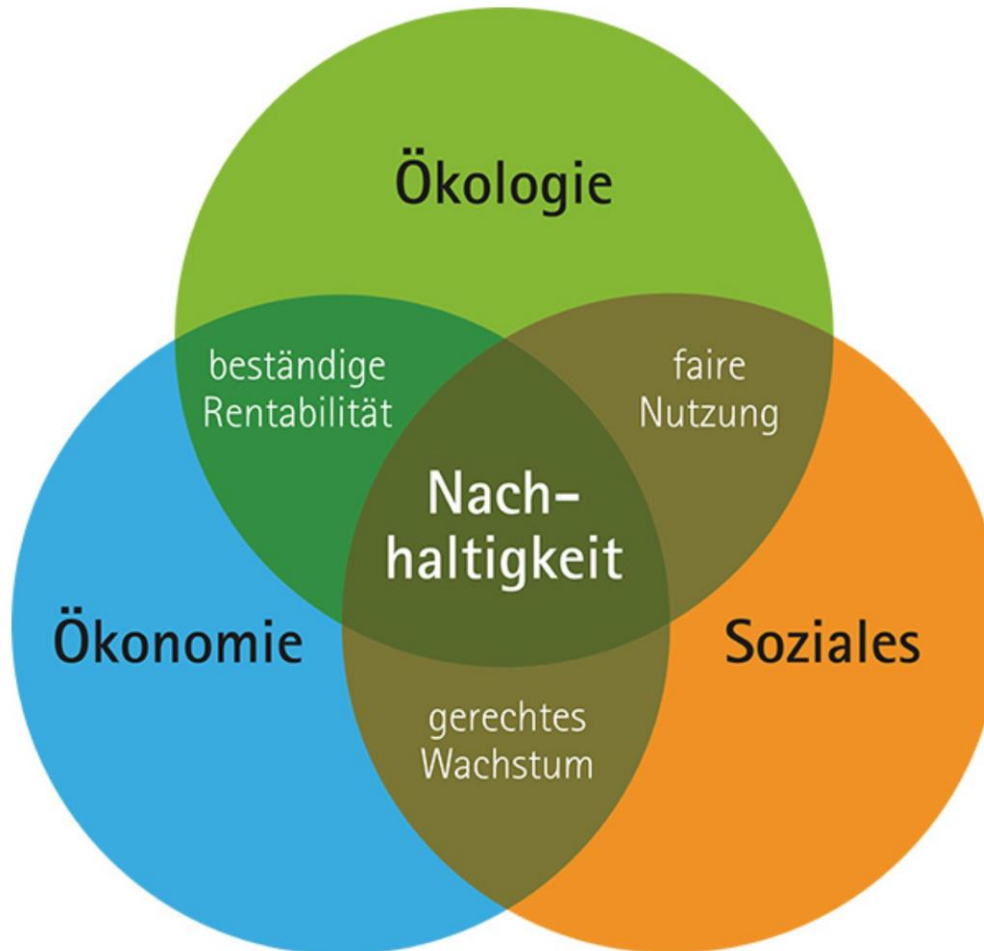 Ökologie
beständige
Rentabilität
faire
Nutzung
Nach-
haltigkeit
Ökonomie
Soziales
gerechtes
Wachstum